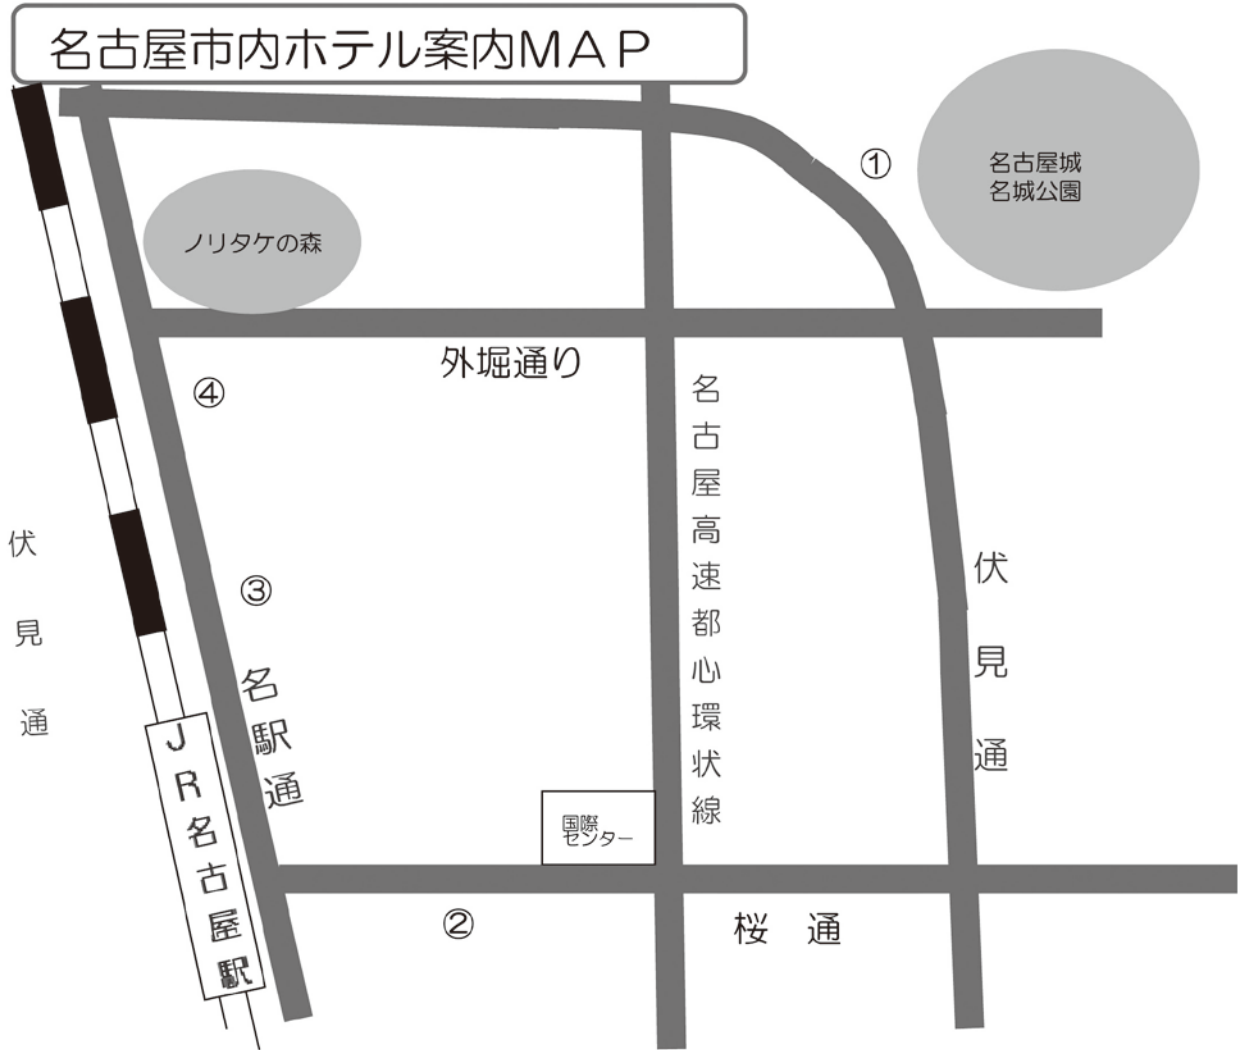 名古屋市内ホテル案内MAP
①
名古屋城
名城公園
ノリタケの森
外堀通り
④
名古屋高速都心環状線
伏見通
伏見通
③
名駅通
JR名古屋駅
国際
センター
②
桜 通